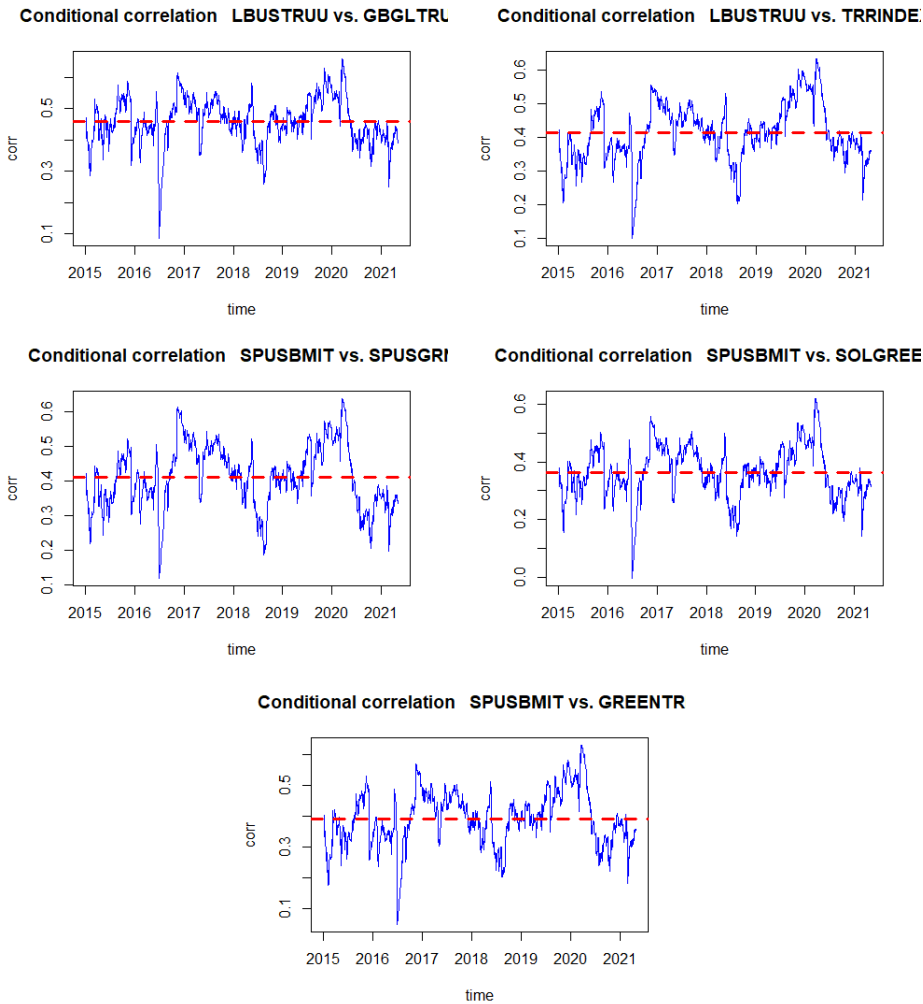 Conditional correlation LBUSTRUU vs. GBGLTRU
corr
0.1 0.3 0.5
2015 2016 2017 2018 2019 2020 2021
time
Conditional correlation LBUSTRUU vs. TRRINDEX
corr
0.1 0.2 0.3 0.4 0.5 0.6
2015 2016 2017 2018 2019 2020 2021
time
Conditional correlation SPUSBMIT vs. SPUSGRN
corr
0.1 0.2 0.3 0.4 0.5 0.6
2015 2016 2017 2018 2019 2020 2021
time
Conditional correlation SPUSBMIT vs. SOLGREE
corr
0.0 0.2 0.4 0.6
2015 2016 2017 2018 2019 2020 2021
time
Conditional correlation SPUSBMIT vs. GREENTR
corr
0.1 0.3 0.5
2015 2016 2017 2018 2019 2020 2021
time